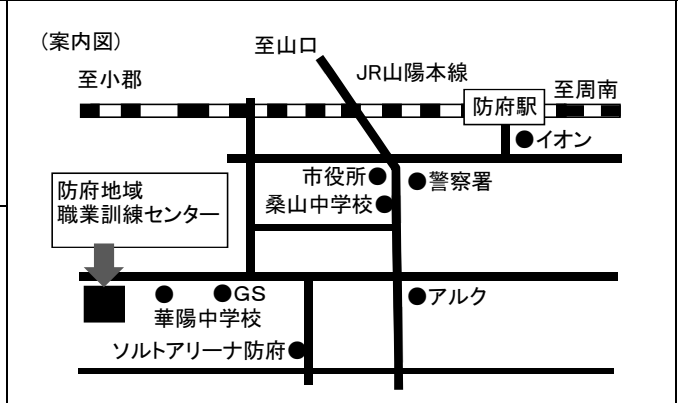 (案内図)
至山口
JR山陽本線
至小郡
至周南
防府駅
●イオン
市役所●
●警察署
桑山中学校●
防府地域
職業訓練センター
● ●GS
華陽中学校
●アルク
ソルトアリーナ防府●